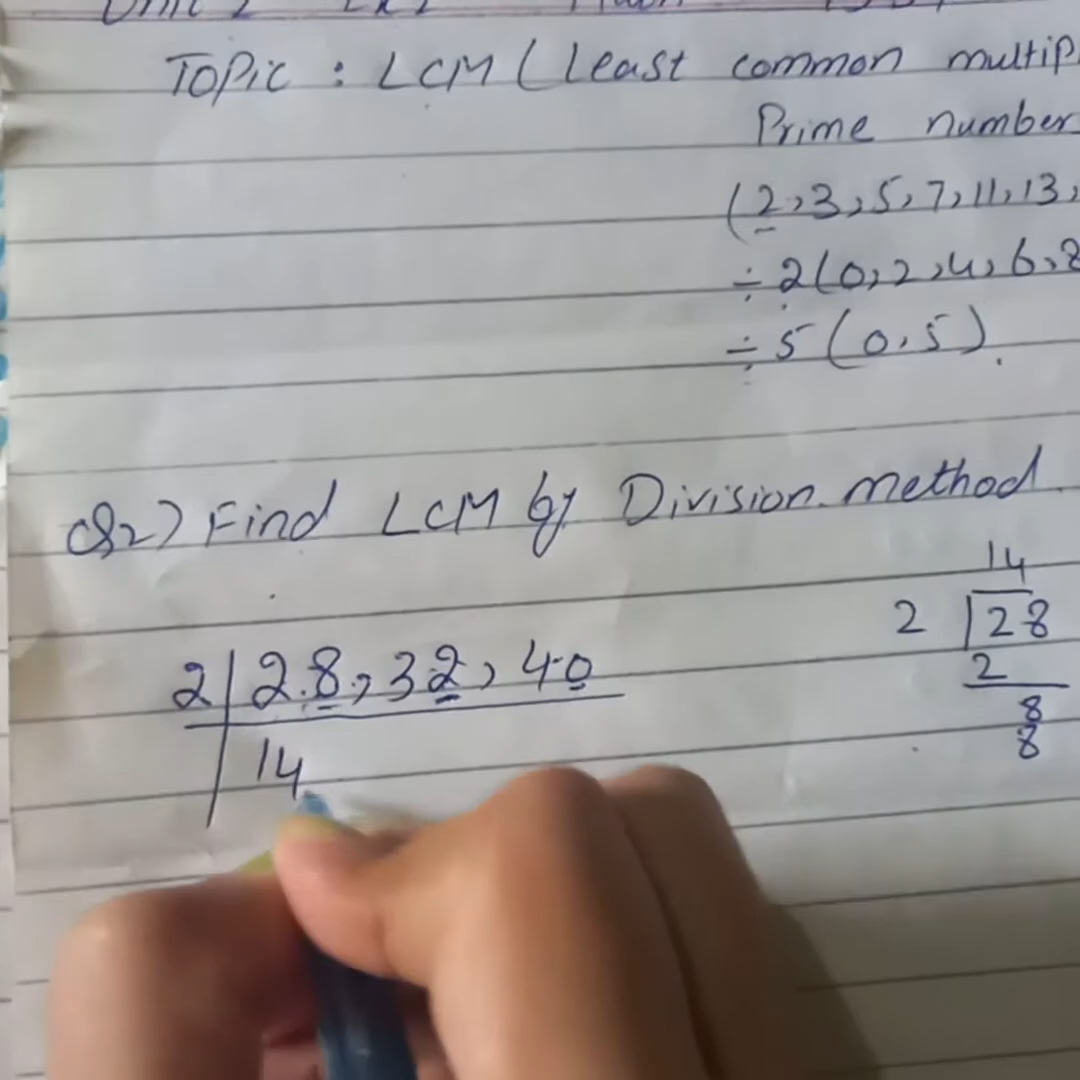 Topic : LCM ( least common multip
Prime number
(2,3,5,7,11,13,
÷ 2 (0,2,4,6,8
÷ 5 (0,5)
Q2) Find LCM by Division method
14
2 28
2
8
8
2 28, 32, 40
14